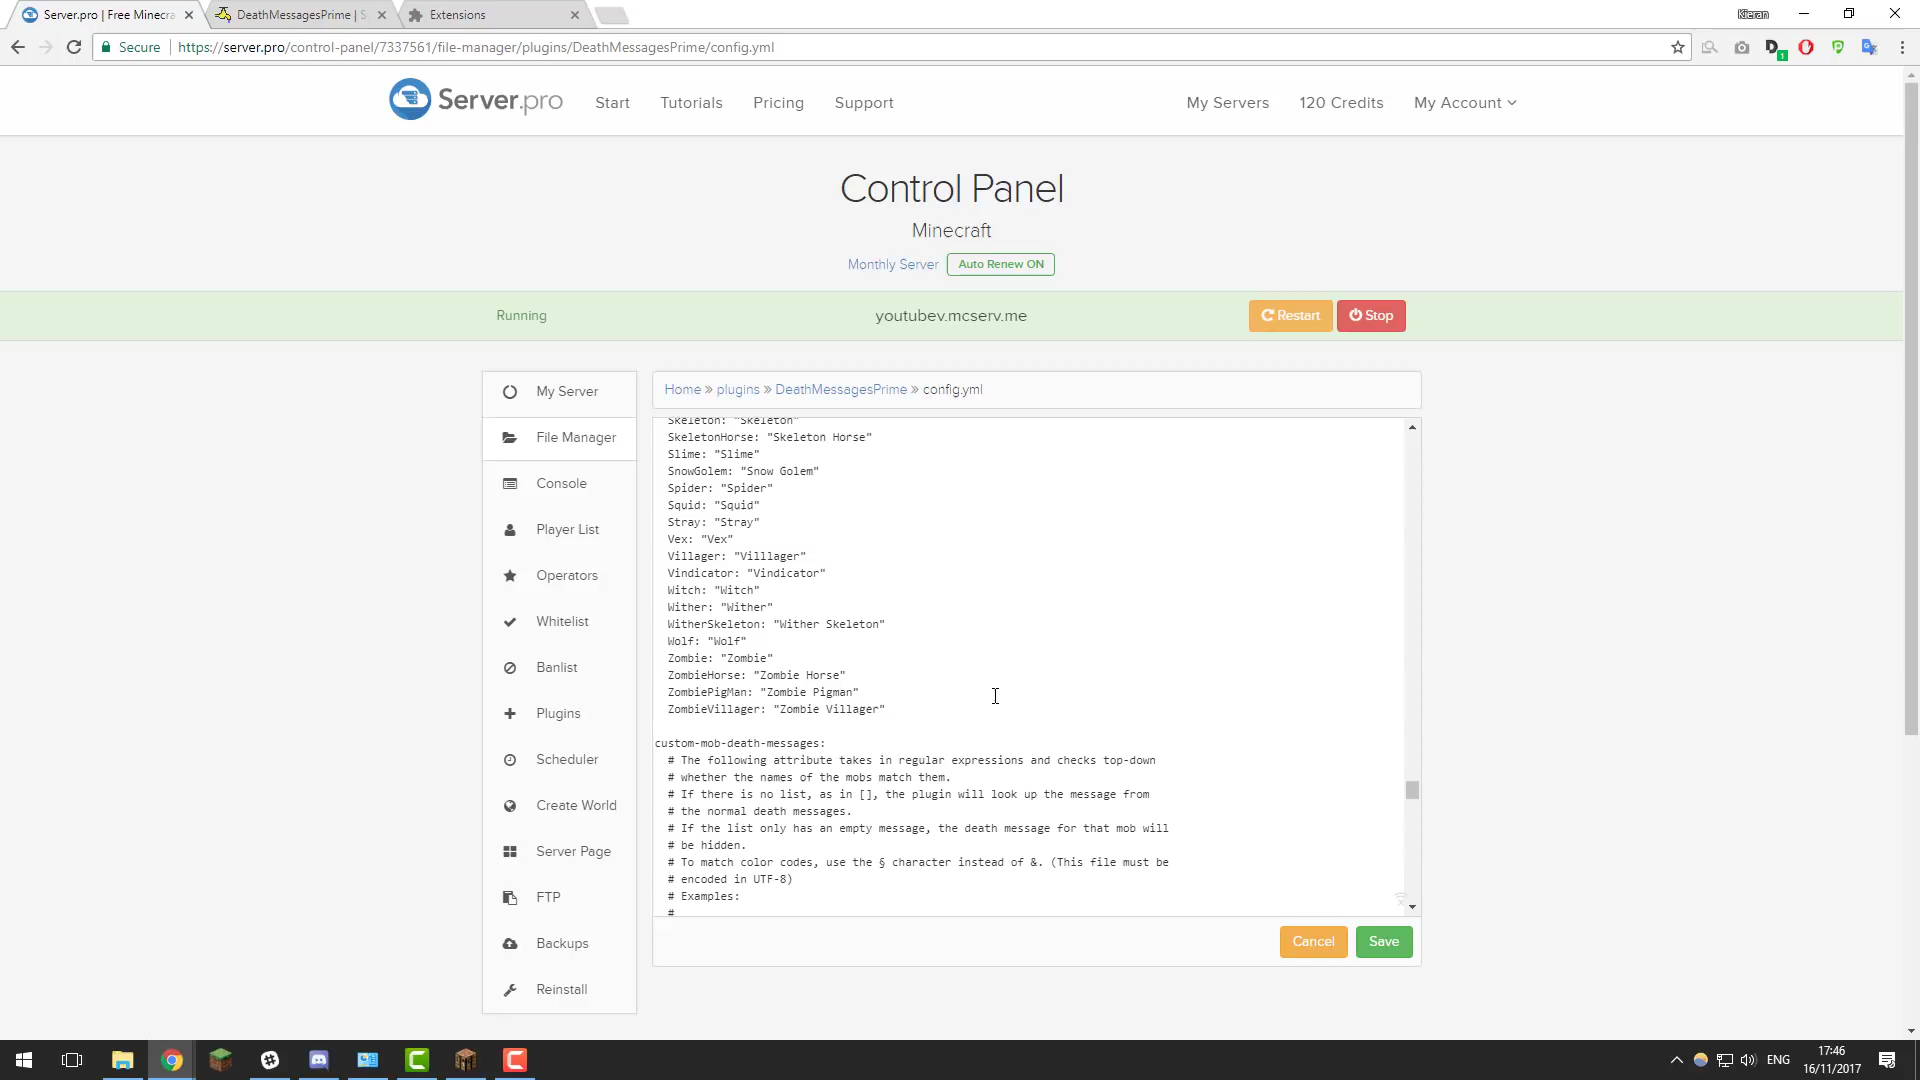 Server.pro | Free Minecra
DeathMessagesPrime | S
Extensions
Kieran
Secure
https://server.pro/control-panel/7337561/file-manager/plugins/DeathMessagesPrime/config.yml
1
Server.pro
Start
Tutorials
Pricing
Support
My Servers
120 Credits
My Account
Control Panel
Minecraft
Monthly Server
Auto Renew ON
Running
youtubev.mcserv.me
Restart
Stop
My Server
File Manager
Console
Player List
Operators
Whitelist
Banlist
Plugins
Scheduler
Create World
Server Page
FTP
Backups
Reinstall
Home » plugins » DeathMessagesPrime » config.yml
Skeleton: "Skeleton"
SkeletonHorse: "Skeleton Horse"
Slime: "Slime"
SnowGolem: "Snow Golem"
Spider: "Spider"
Squid: "Squid"
Stray: "Stray"
Vex: "Vex"
Villager: "Villlager"
Vindicator: "Vindicator"
Witch: "Witch"
Wither: "Wither"
WitherSkeleton: "Wither Skeleton"
Wolf: "Wolf"
Zombie: "Zombie"
ZombieHorse: "Zombie Horse"
ZombiePigMan: "Zombie Pigman"
ZombieVillager: "Zombie Villager"
custom-mob-death-messages:
# The following attribute takes in regular expressions and checks top-down
# whether the names of the mobs match them.
# If there is no list, as in [], the plugin will look up the message from
# the normal death messages.
# If the list only has an empty message, the death message for that mob will
# be hidden.
# To match color codes, use the § character instead of &. (This file must be
# encoded in UTF-8)
# Examples:
#
Cancel
Save
ENG
17:46
16/11/2017